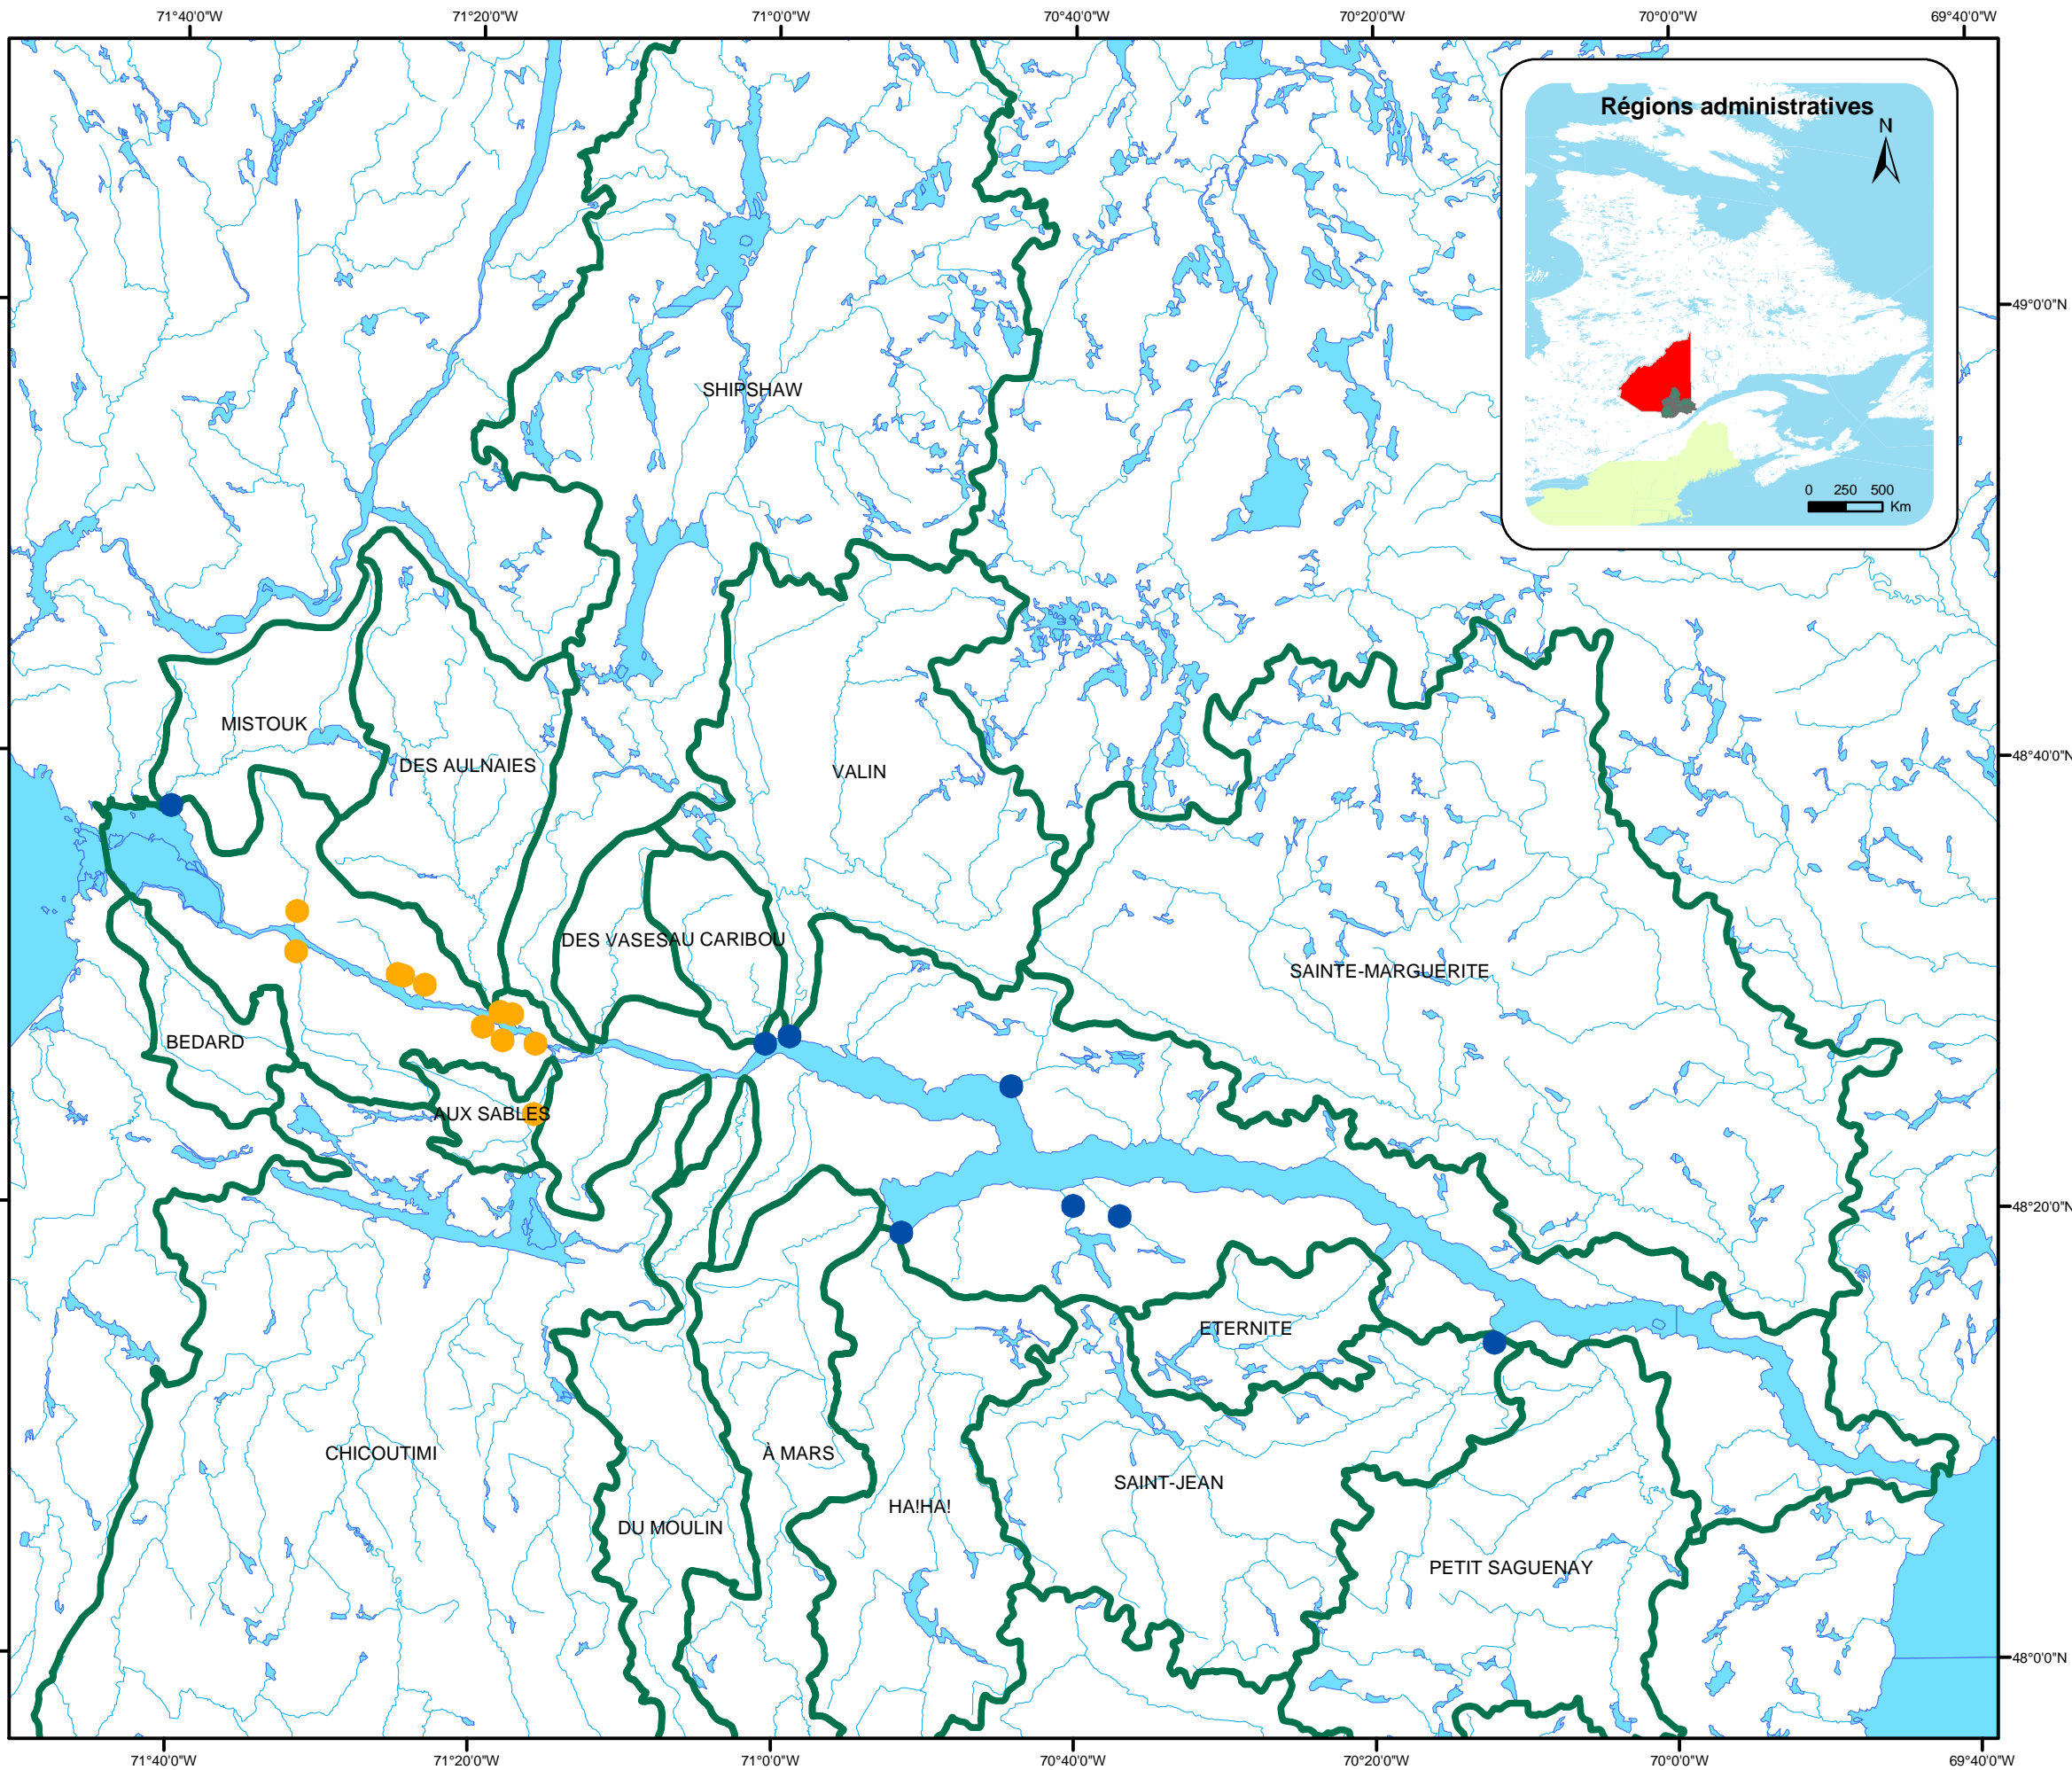 71°40'0"W 71°20'0"W 71°0'0"W 70°40'0"W 70°20'0"W 70°0'0"W 69°40'0"W
Régions administratives
N
0 250 500
Km
49°0'0"N
SHIPSHAW
MISTOUK
DES AULNAIES
VALIN
48°40'0"N
DES VASES
AU CARIBOU
SAINTE-MARGUERITE
BEDARD
AUX SABLES
48°20'0"N
ETERNITE
CHICOUTIMI
À MARS
SAINT-JEAN
HA!HA!
DU MOULIN
PETIT SAGUENAY
48°0'0"N
71°40'0"W 71°20'0"W 71°0'0"W 70°40'0"W 70°20'0"W 70°0'0"W 69°40'0"W